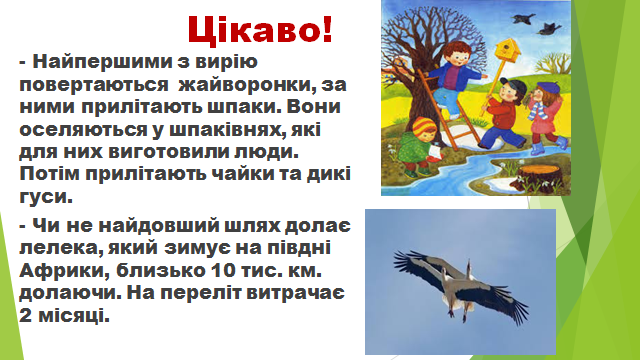 Цікаво!
- Найпершими з вирію
повертаються жайворонки, за
ними прилітають шпаки. Вони
оселяються у шпаківнях, які
для них виготовили люди.
Потім прилітають чайки та дикі
гуси.
- Чи не найдовший шлях долає
лелека, який зимує на півдні
Африки, близько 10 тис. км.
долаючи. На переліт витрачає
2 місяці.